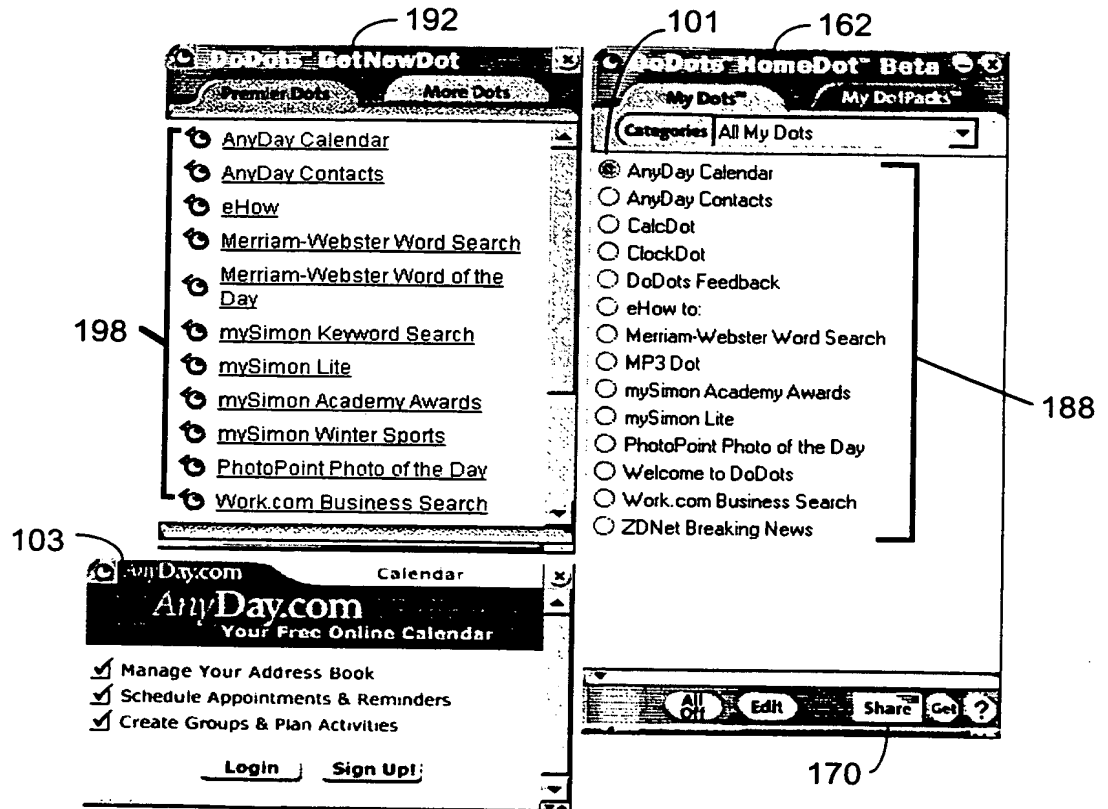 192
101
162
DoDots™ GetNewDot
Premier Dots
More Dots
AnyDay Calendar
AnyDay Contacts
eHow
Merriam-Webster Word Search
Merriam-Webster Word of the
Day
mySimon Keyword Search
mySimon Lite
mySimon Academy Awards
mySimon Winter Sports
PhotoPoint Photo of the Day
Work.com Business Search
198
DoDots™ HomeDot™ Beta
My Dots™
My DotPacks™
Categories
All My Dots
AnyDay Calendar
AnyDay Contacts
CalcDot
ClockDot
DoDots Feedback
eHow to:
Merriam-Webster Word Search
MP3 Dot
mySimon Academy Awards
mySimon Lite
PhotoPoint Photo of the Day
Welcome to DoDots
Work.com Business Search
ZDNet Breaking News
188
103
AnyDay.com
Calendar
AnyDay.com
Your Free Online Calendar
Manage Your Address Book
Schedule Appointments & Reminders
Create Groups & Plan Activities
Login
Sign Up!
All Off
Edit
Share
Get
?
170